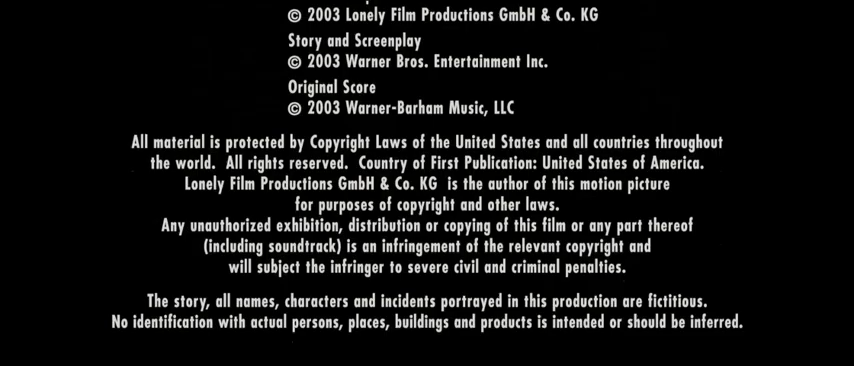 © 2003 Lonely Film Productions GmbH & Co. KG
Story and Screenplay
© 2003 Warner Bros. Entertainment Inc.
Original Score
© 2003 Warner-Barham Music, LLC
All material is protected by Copyright Laws of the United States and all countries throughout
the world. All rights reserved. Country of First Publication: United States of America.
Lonely Film Productions GmbH & Co. KG is the author of this motion picture
for purposes of copyright and other laws.
Any unauthorized exhibition, distribution or copying of this film or any part thereof
(including soundtrack) is an infringement of the relevant copyright and
will subject the infringer to severe civil and criminal penalties.
The story, all names, characters and incidents portrayed in this production are fictitious.
No identification with actual persons, places, buildings and products is intended or should be inferred.